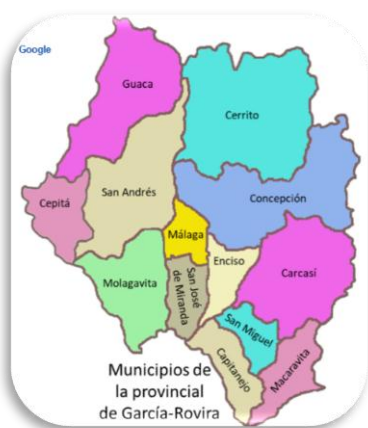 Google
Guaca
Cerrito
San Andrés
Cepitá
Concepción
Málaga
Enciso
Carcasí
Molagavita
San José
de Miranda
San Miguel
Capitanejo
Macaravita
Municipios de
la provincial
de García-Rovira